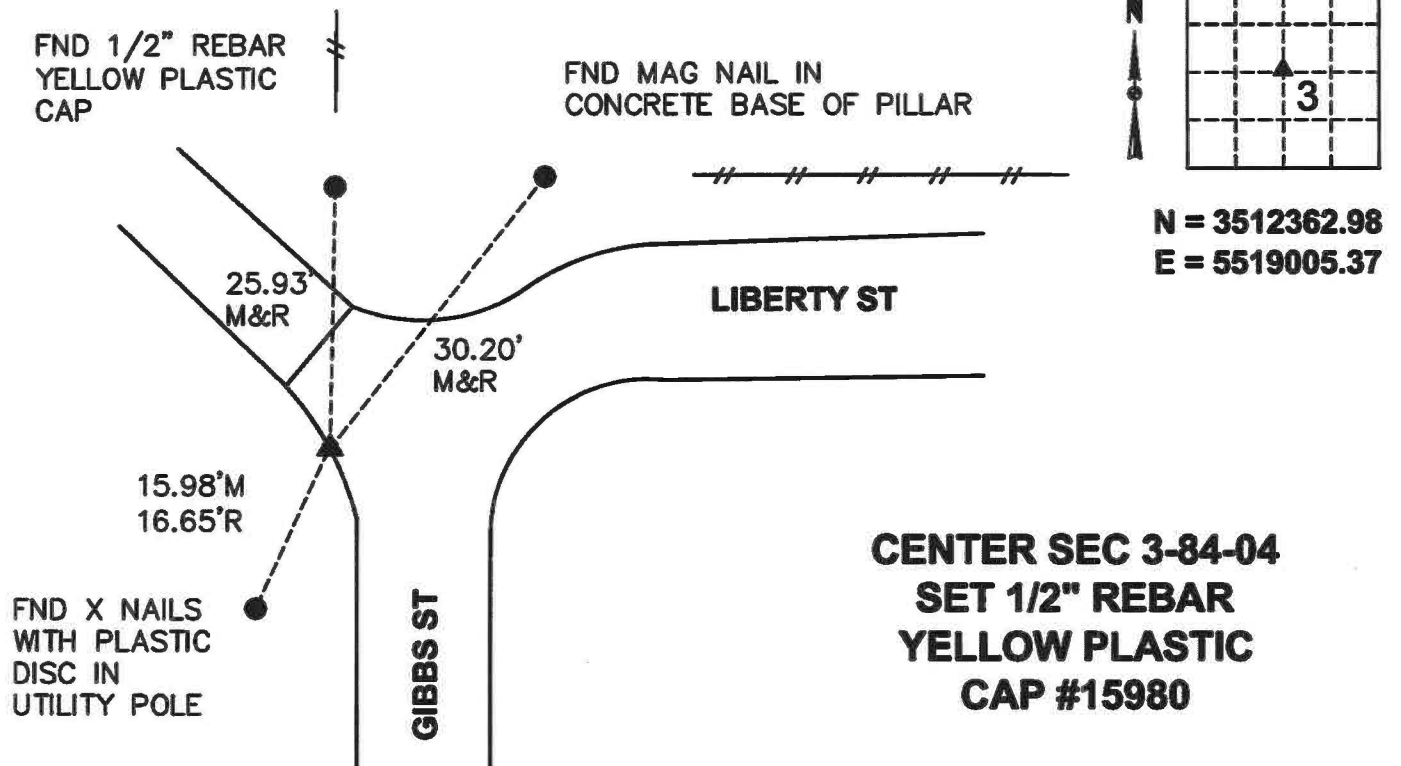 FND 1/2" REBAR
YELLOW PLASTIC
CAP
FND MAG NAIL IN
CONCRETE BASE OF PILLAR
N
3
N = 3512362.98
E = 5519005.37
25.93'
M&R
30.20'
M&R
LIBERTY ST
15.98'M
16.65'R
FND X NAILS
WITH PLASTIC
DISC IN
UTILITY POLE
GIBBS ST
CENTER SEC 3-84-04
SET 1/2" REBAR
YELLOW PLASTIC
CAP #15980